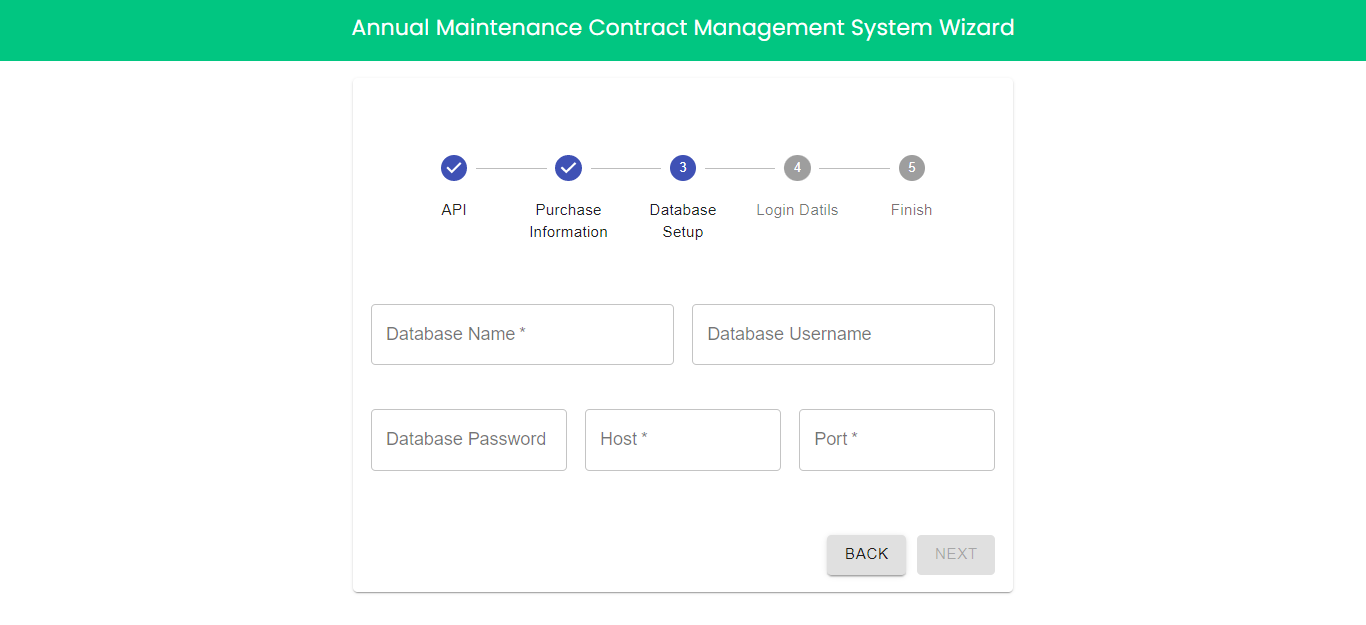 Annual Maintenance Contract Management System Wizard
3
4
5
API
Purchase
Information
Database
Setup
Login Datils
Finish
Database Name *
Database Username
Database Password
Host *
Port *
BACK
NEXT